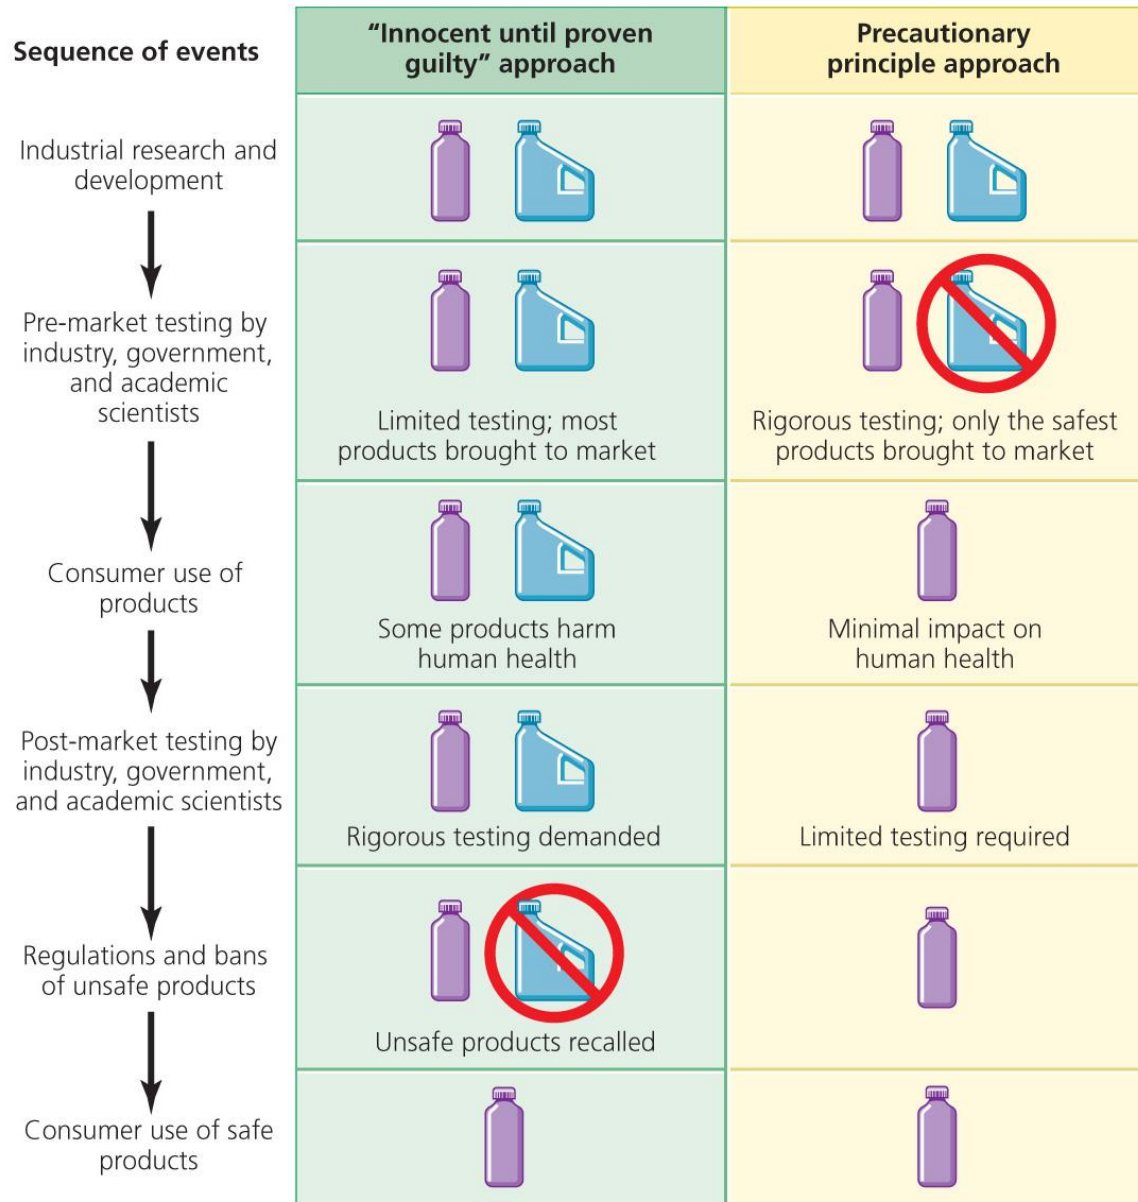 Sequence of events
“Innocent until proven
guilty” approach
Precautionary
principle approach
Industrial research and
development
Pre-market testing by
industry, government,
and academic
scientists
Limited testing; most
products brought to market
Rigorous testing; only the safest
products brought to market
Consumer use of
products
Some products harm
human health
Minimal impact on
human health
Post-market testing by
industry, government,
and academic scientists
Rigorous testing demanded
Limited testing required
Regulations and bans
of unsafe products
Unsafe products recalled
Consumer use of safe
products